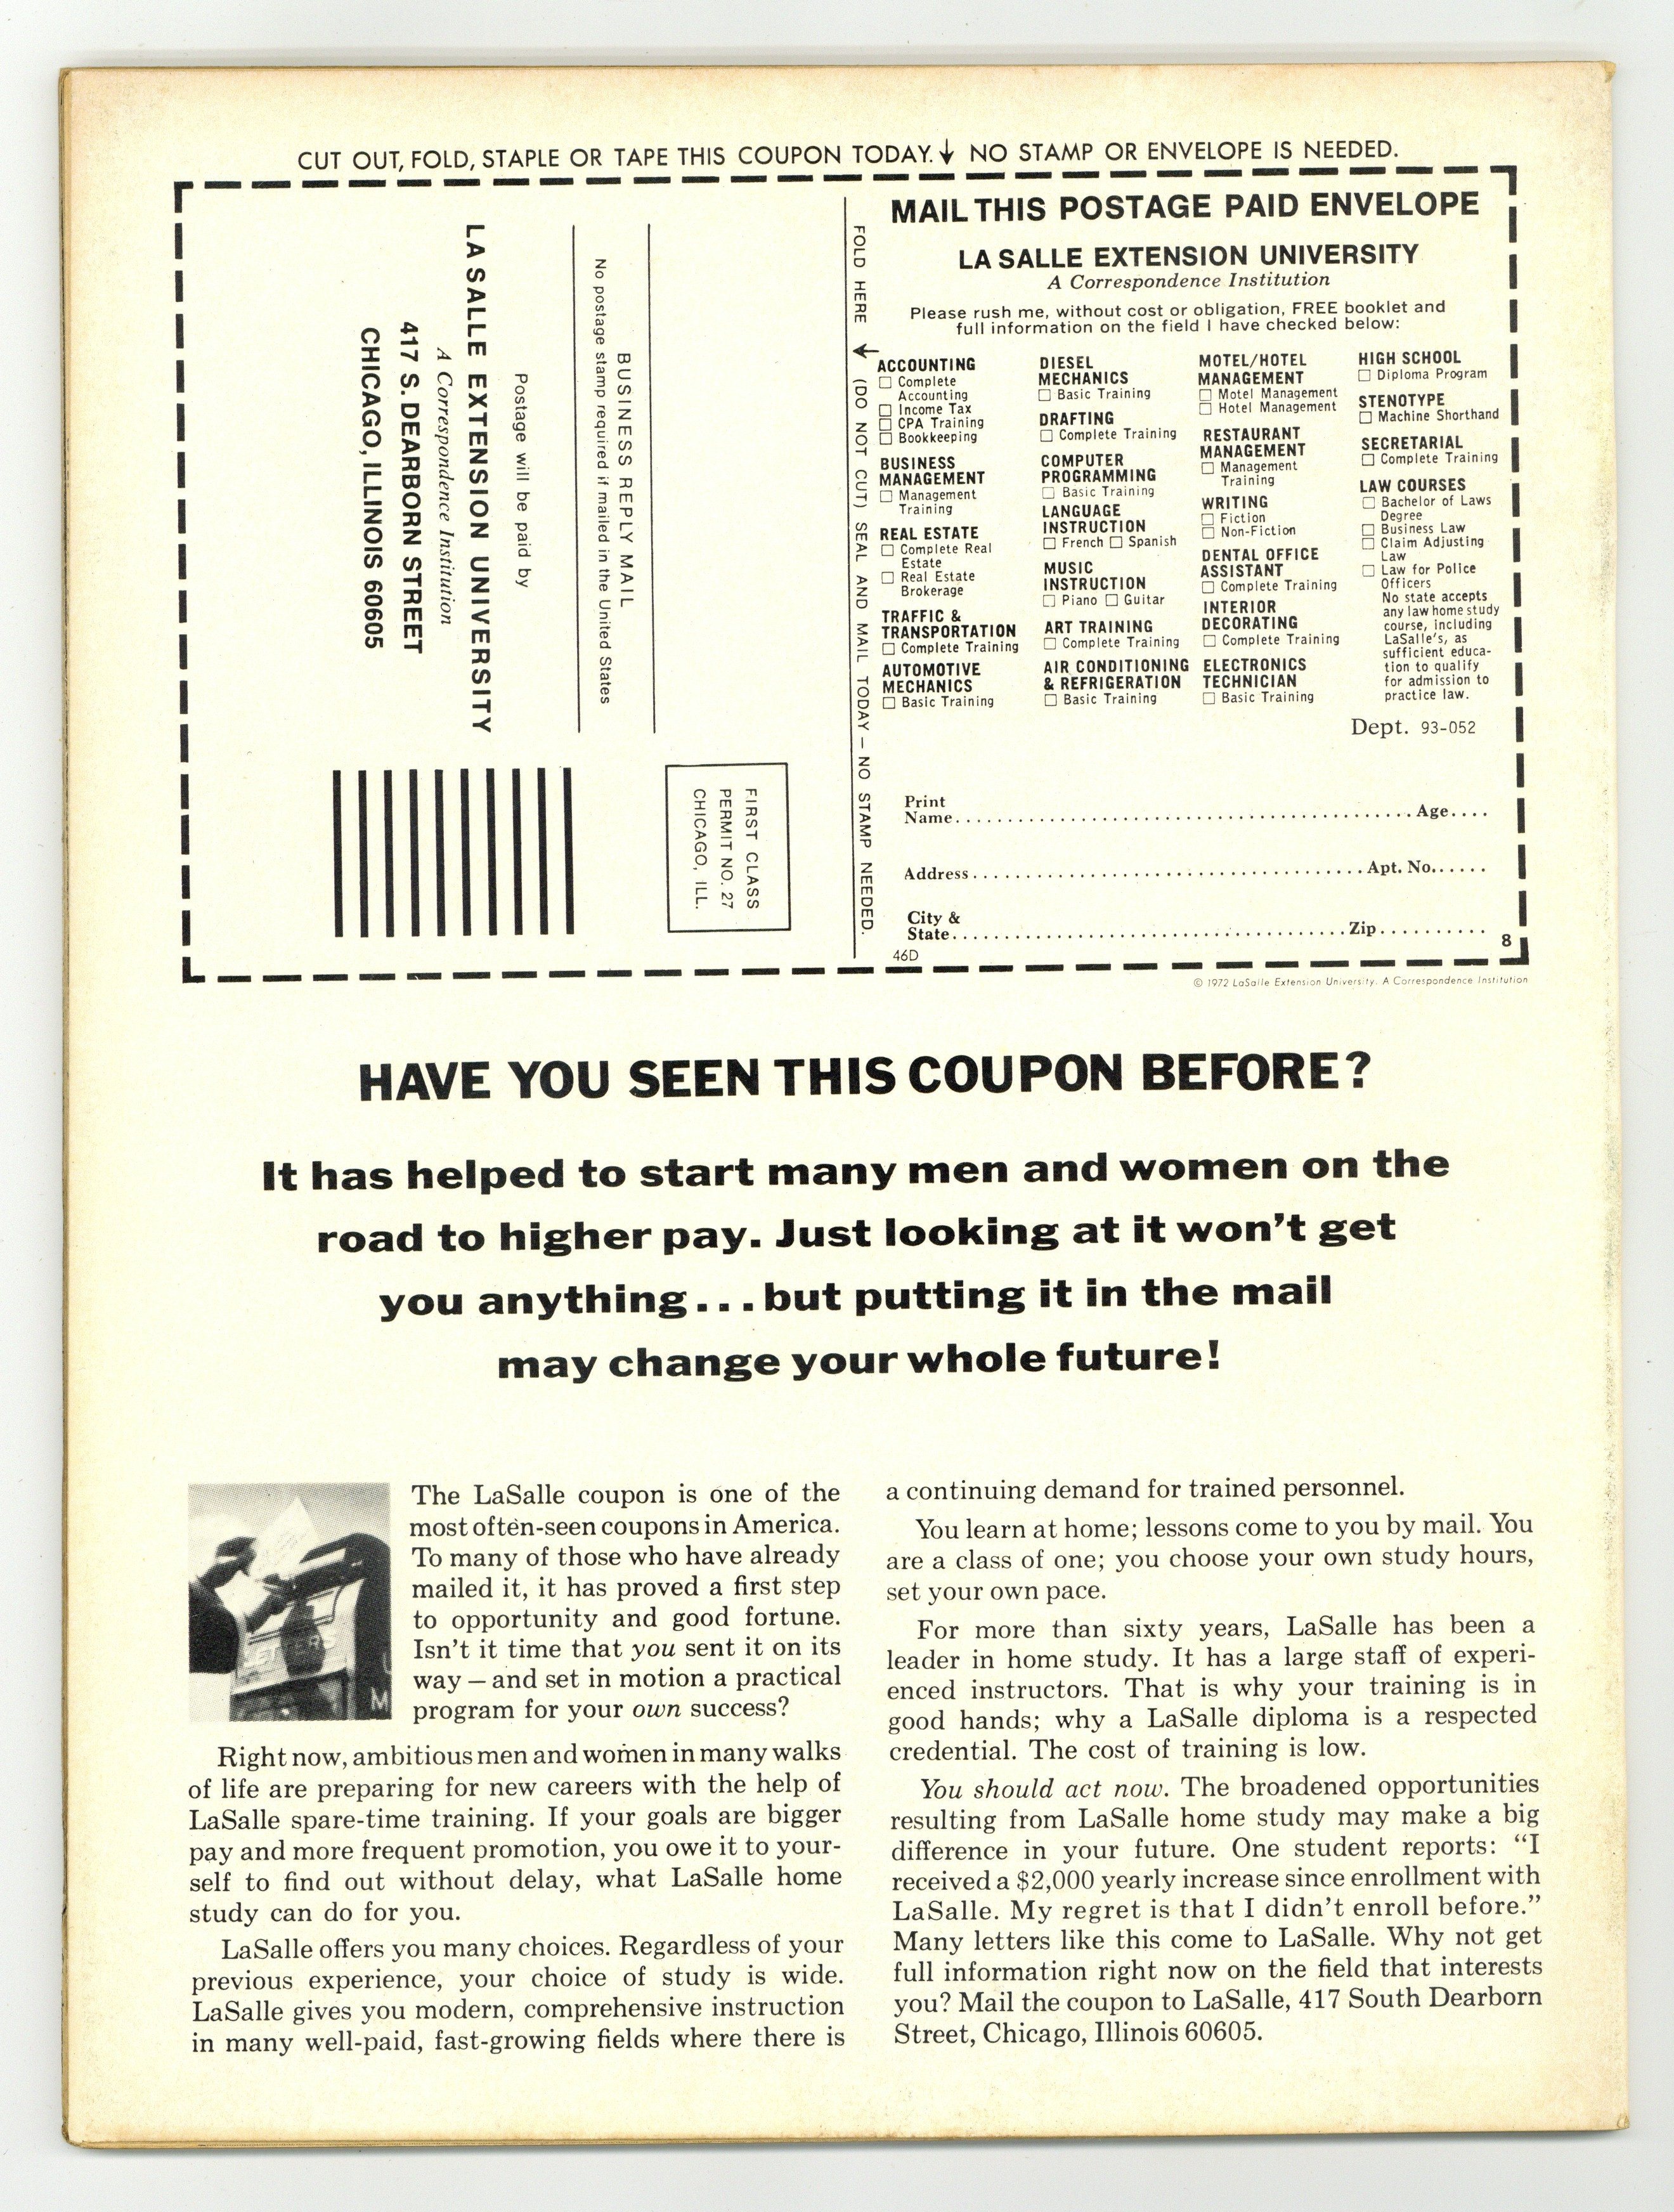 CUT OUT, FOLD, STAPLE OR TAPE THIS COUPON TODAY. ↓ NO STAMP OR ENVELOPE IS NEEDED.
LA SALLE EXTENSION UNIVERSITY
A Correspondence Institution
417 S. DEARBORN STREET
CHICAGO, ILLINOIS 60605
Postage will be paid by
No postage stamp required if mailed in the United States
BUSINESS REPLY MAIL
FIRST CLASS
PERMIT NO. 27
CHICAGO, ILL.
FOLD HERE ↓ (DO NOT CUT) SEAL AND MAIL TODAY — NO STAMP NEEDED.
MAIL THIS POSTAGE PAID ENVELOPE
LA SALLE EXTENSION UNIVERSITY
A Correspondence Institution
Please rush me, without cost or obligation, FREE booklet and
full information on the field I have checked below:
ACCOUNTING
☐ Complete
Accounting
☐ Income Tax
☐ CPA Training
☐ Bookkeeping
BUSINESS
MANAGEMENT
☐ Management
Training
REAL ESTATE
☐ Complete Real
Estate
☐ Real Estate
Brokerage
TRAFFIC &
TRANSPORTATION
☐ Complete Training
AUTOMOTIVE
MECHANICS
☐ Basic Training
DIESEL
MECHANICS
☐ Basic Training
DRAFTING
☐ Complete Training
COMPUTER
PROGRAMMING
☐ Basic Training
LANGUAGE
INSTRUCTION
☐ French ☐ Spanish
MUSIC
INSTRUCTION
☐ Piano ☐ Guitar
ART TRAINING
☐ Complete Training
AIR CONDITIONING
& REFRIGERATION
☐ Basic Training
MOTEL/HOTEL
MANAGEMENT
☐ Motel Management
☐ Hotel Management
RESTAURANT
MANAGEMENT
☐ Management
Training
WRITING
☐ Fiction
☐ Non-Fiction
DENTAL OFFICE
ASSISTANT
☐ Complete Training
INTERIOR
DECORATING
☐ Complete Training
ELECTRONICS
TECHNICIAN
☐ Basic Training
HIGH SCHOOL
☐ Diploma Program
STENOTYPE
☐ Machine Shorthand
SECRETARIAL
☐ Complete Training
LAW COURSES
☐ Bachelor of Laws
Degree
☐ Business Law
☐ Claim Adjusting
Law
☐ Law for Police
Officers
No state accepts
any law home study
course, including
LaSalle's, as
sufficient educa-
tion to qualify
for admission to
practice law.
Dept. 93-052
Print
Name.............................................Age....
Address......................................Apt. No......
City &
State.......................................Zip..........
46D
8
© 1972 LaSalle Extension University. A Correspondence Institution
HAVE YOU SEEN THIS COUPON BEFORE?
It has helped to start many men and women on the
road to higher pay. Just looking at it won't get
you anything...but putting it in the mail
may change your whole future!
LETTERS
U
M
The LaSalle coupon is one of the
most often-seen coupons in America.
To many of those who have already
mailed it, it has proved a first step
to opportunity and good fortune.
Isn't it time that you sent it on its
way — and set in motion a practical
program for your own success?
Right now, ambitious men and women in many walks
of life are preparing for new careers with the help of
LaSalle spare-time training. If your goals are bigger
pay and more frequent promotion, you owe it to your-
self to find out without delay, what LaSalle home
study can do for you.
LaSalle offers you many choices. Regardless of your
previous experience, your choice of study is wide.
LaSalle gives you modern, comprehensive instruction
in many well-paid, fast-growing fields where there is
a continuing demand for trained personnel.
You learn at home; lessons come to you by mail. You
are a class of one; you choose your own study hours,
set your own pace.
For more than sixty years, LaSalle has been a
leader in home study. It has a large staff of experi-
enced instructors. That is why your training is in
good hands; why a LaSalle diploma is a respected
credential. The cost of training is low.
You should act now. The broadened opportunities
resulting from LaSalle home study may make a big
difference in your future. One student reports: "I
received a $2,000 yearly increase since enrollment with
LaSalle. My regret is that I didn't enroll before."
Many letters like this come to LaSalle. Why not get
full information right now on the field that interests
you? Mail the coupon to LaSalle, 417 South Dearborn
Street, Chicago, Illinois 60605.